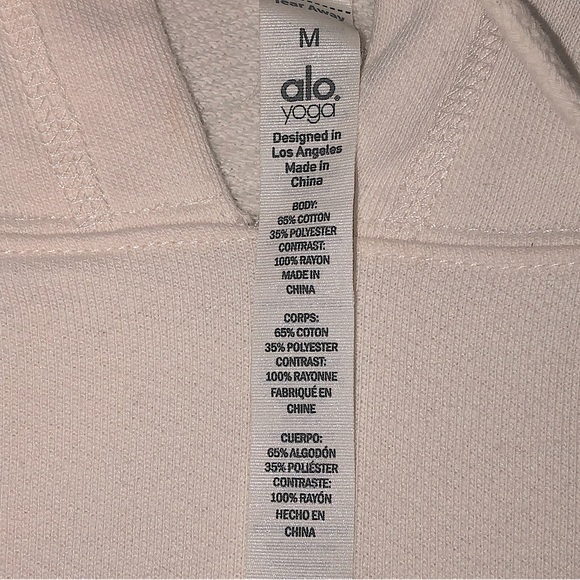 Tear Away
M
alo.
yoga
Designed in
Los Angeles
Made in
China
BODY:
65% COTTON
35% POLYESTER
CONTRAST:
100% RAYON
MADE IN
CHINA
CORPS:
65% COTON
35% POLYESTER
CONTRAST:
100% RAYONNE
FABRIQUÉ EN
CHINE
CUERPO:
65% ALGODÓN
35% POLIÉSTER
CONTRASTE:
100% RAYÓN
HECHO EN
CHINA